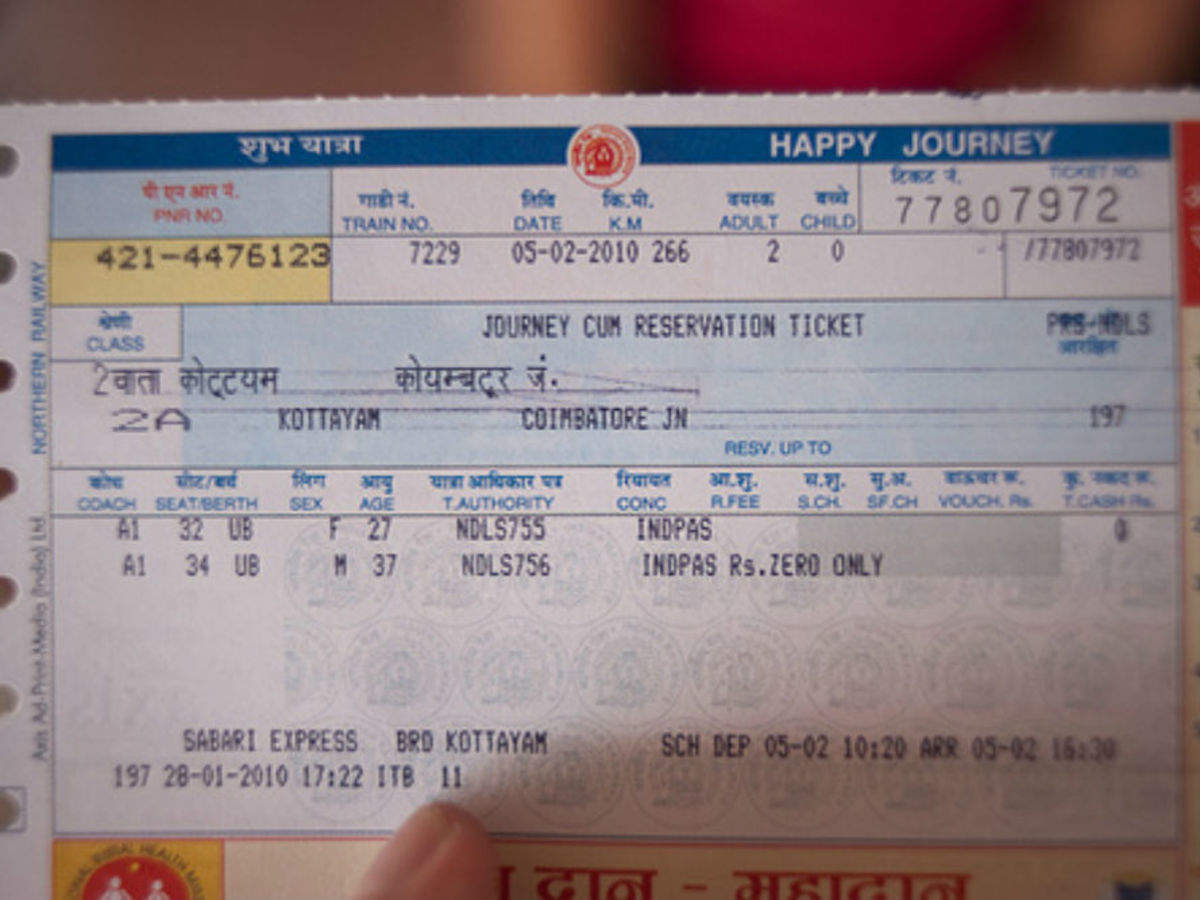 शुभ यात्रा HAPPY JOURNEY
पी एन आर नं. गाडी नं. तिथि कि.मी. वयस्क बच्चे टिकट नं. TICKET NO.
PNR NO. TRAIN NO. DATE K.M ADULT CHILD 77807972
421-4476123 7229 05-02-2010 266 2 0 /77807972
श्रेणी JOURNEY CUM RESERVATION TICKET PRS-NDLS
CLASS आरक्षित
2वाता कोट्टयम कोयम्बटूर जं.
2A KOTTAYAM COIMBATORE JN 197
RESV. UP TO
कोच सीट/बर्थ लिंग आयु यात्रा अधिकार पत्र रियायत आ.शु. स.शु. सु.अ. वाऊचर रू. कु. नकद रू.
COACH SEAT/BERTH SEX AGE T.AUTHORITY CONC R.FEE S.CH. SF.CH VOUCH. Rs. T.CASH Rs.
A1 32 UB F 27 NDLS755 INDPAS 0
A1 34 UB M 37 NDLS756 INDPAS Rs.ZERO ONLY
SABARI EXPRESS BRD KOTTAYAM SCH DEP 05-02 10:20 ARR 05-02 16:30
197 28-01-2010 17:22 ITB 11
RURAL HEALTH
दान - महादान
NORTHERN RAILWAY
Axis Ad-Print-Media (India) Ltd.